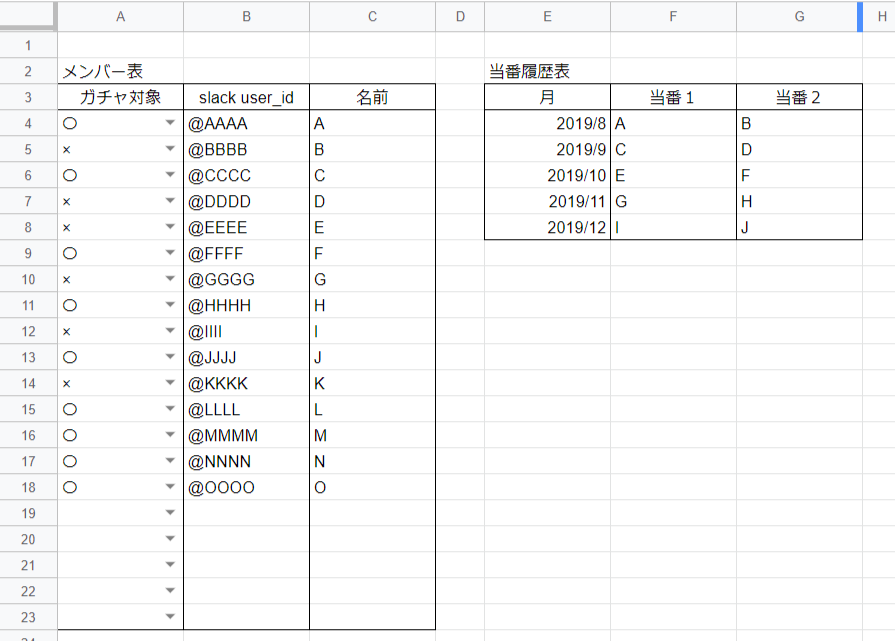 A B C D E F G H
1
2 メンバー表 当番履歴表
3 ガチャ対象 slack user_id 名前 月 当番１ 当番２
4 〇 @AAAA A 2019/8 A B
5 × @BBBB B 2019/9 C D
6 〇 @CCCC C 2019/10 E F
7 × @DDDD D 2019/11 G H
8 × @EEEE E 2019/12 I J
9 〇 @FFFF F
10 × @GGGG G
11 〇 @HHHH H
12 × @IIII I
13 〇 @JJJJ J
14 × @KKKK K
15 〇 @LLLL L
16 〇 @MMMM M
17 〇 @NNNN N
18 〇 @OOOO O
19
20
21
22
23